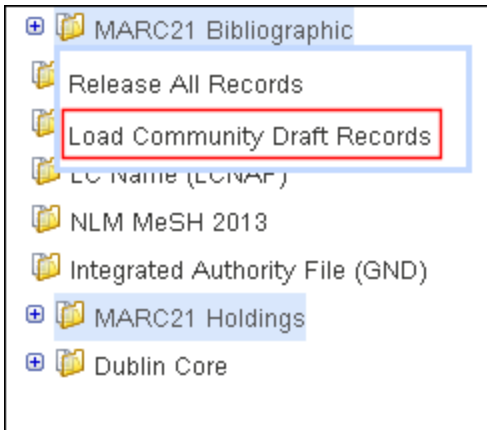 MARC21 Bibliographic
Release All Records
Load Community Draft Records
LC Name (LCNAF)
NLM MeSH 2013
Integrated Authority File (GND)
MARC21 Holdings
Dublin Core